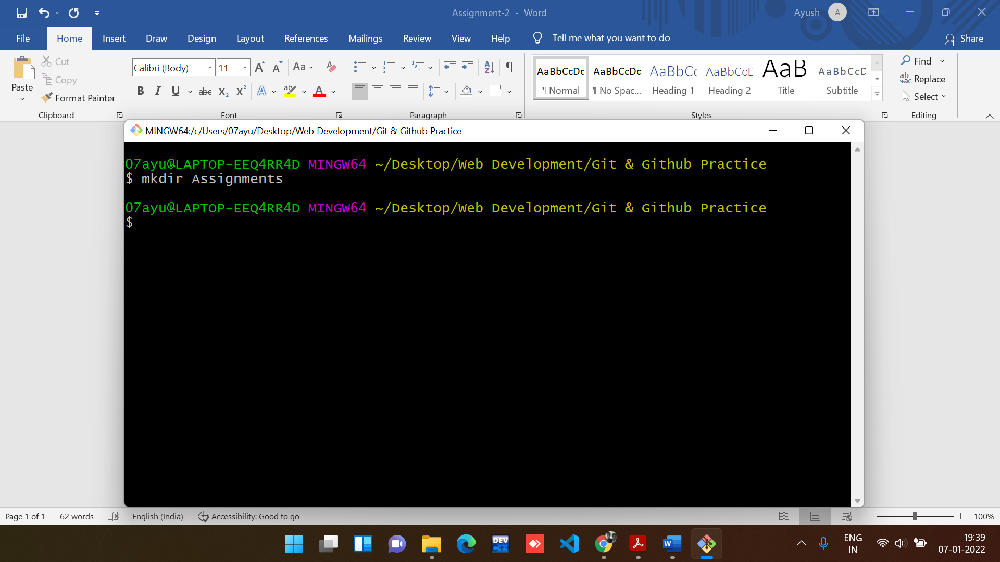 Assignment-2 - Word
Ayush A
File Home Insert Draw Design Layout References Mailings Review View Help Tell me what you want to do Share
Paste
Cut
Copy
Format Painter
Clipboard
Calibri (Body) 11
Font
Paragraph
AaBbCcDc AaBbCcDc AaBbCc AaBbCcD AaB AaBbCcD
¶ Normal ¶ No Spac... Heading 1 Heading 2 Title Subtitle
Styles
Find
Replace
Select
Editing
MINGW64:/c/Users/07ayu/Desktop/Web Development/Git & Github Practice
07ayu@LAPTOP-EEQ4RR4D MINGW64 ~/Desktop/Web Development/Git & Github Practice
$ mkdir Assignments
07ayu@LAPTOP-EEQ4RR4D MINGW64 ~/Desktop/Web Development/Git & Github Practice
$
Page 1 of 1 62 words English (India) Accessibility: Good to go 100%
DEV C++
ENG
IN
19:39
07-01-2022